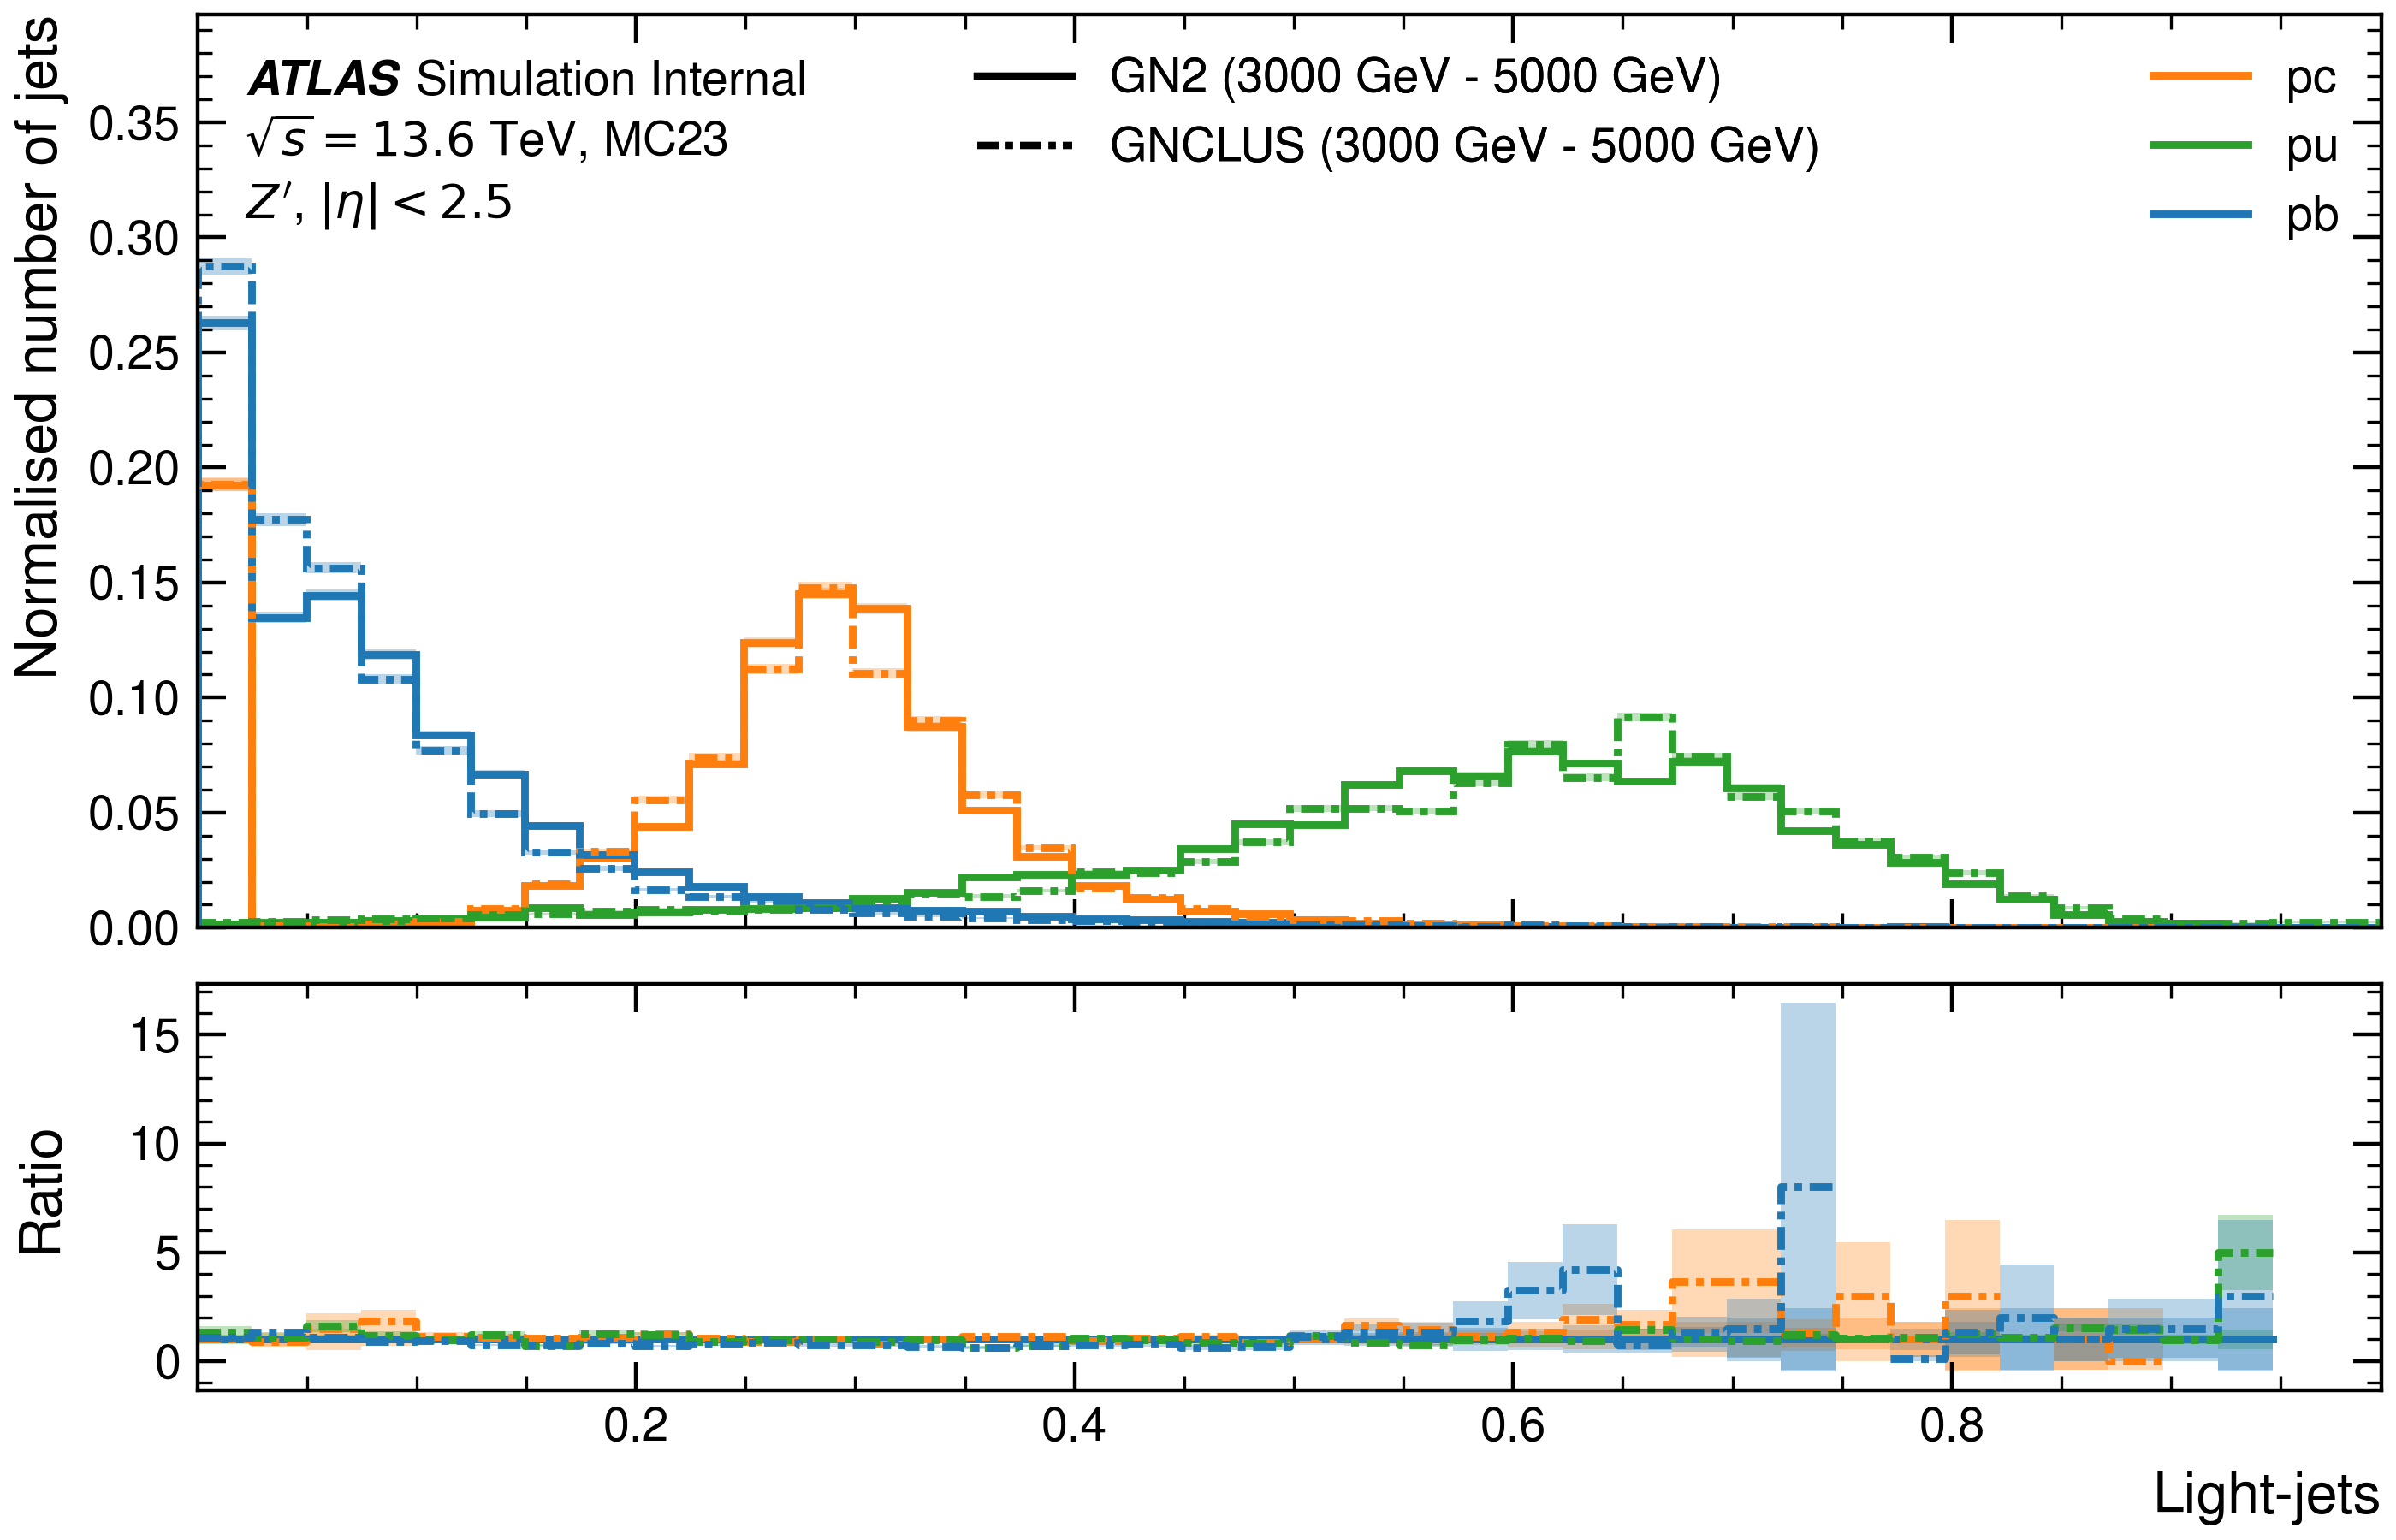 Normalised number of jets
ATLAS Simulation Internal
√s = 13.6 TeV, MC23
Z′, |η| < 2.5
GN2 (3000 GeV - 5000 GeV)
GNCLUS (3000 GeV - 5000 GeV)
pc
pu
pb
0.35
0.30
0.25
0.20
0.15
0.10
0.05
0.00
Ratio
15
10
5
0
0.2 0.4 0.6 0.8
Light-jets